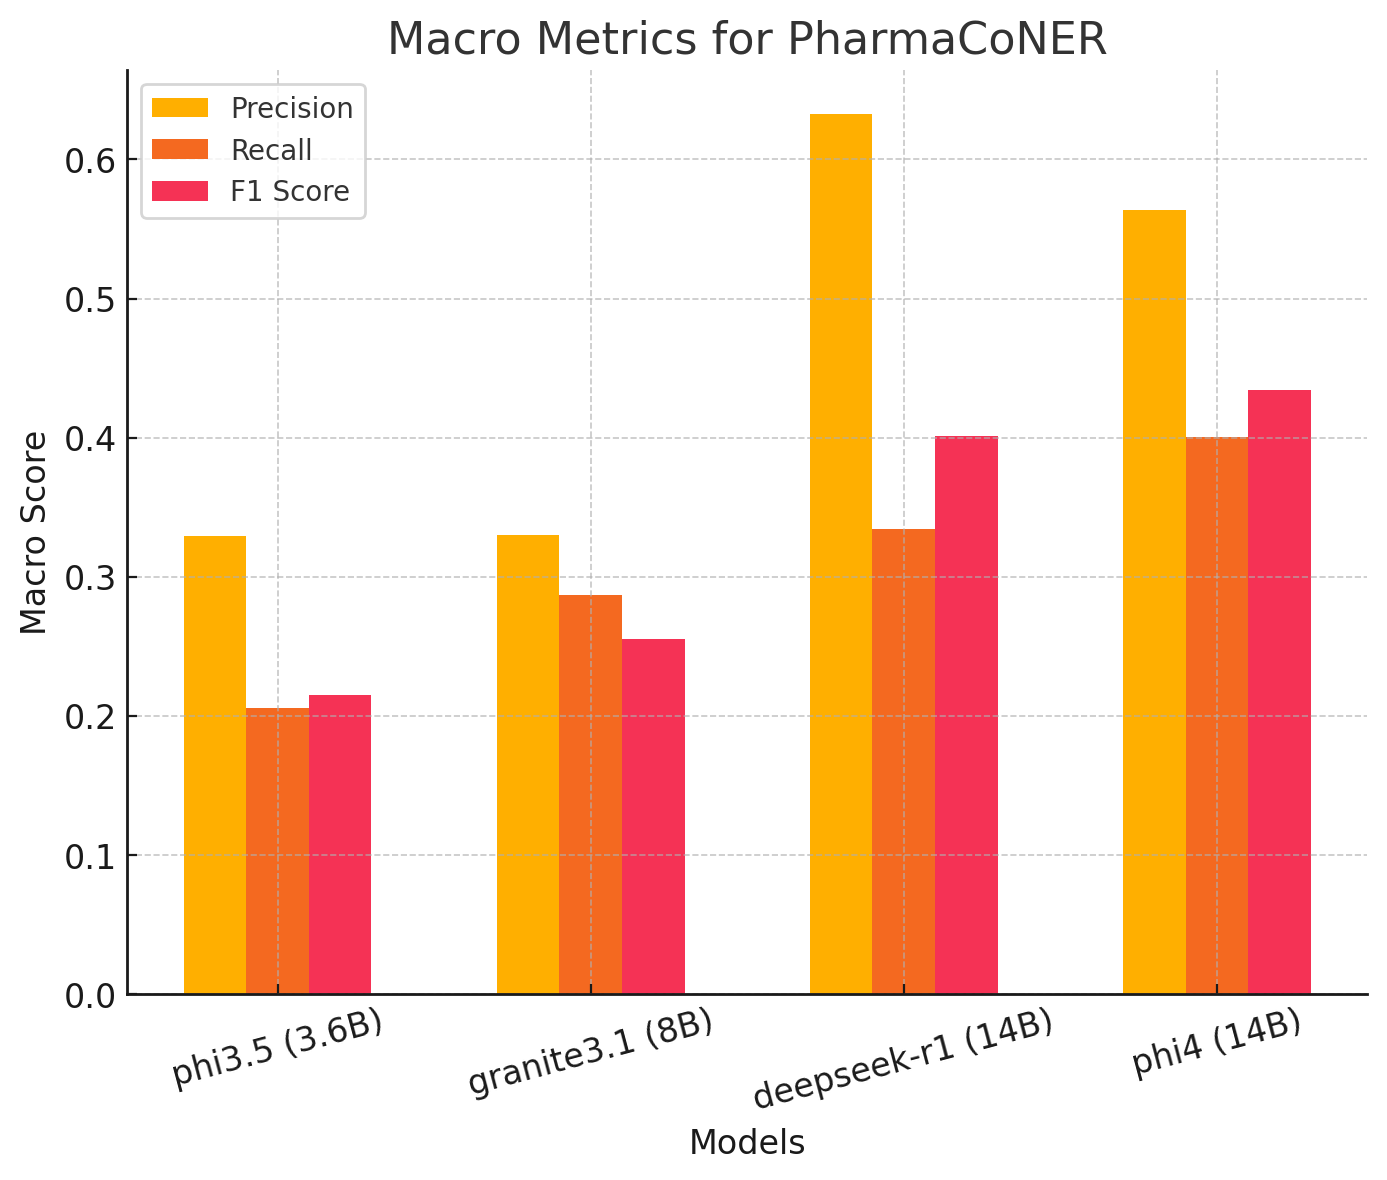 Macro Metrics for PharmaCoNER
Precision
Recall
F1 Score
Macro Score
0.6
0.5
0.4
0.3
0.2
0.1
0.0
phi3.5 (3.6B)
granite3.1 (8B)
deepseek-r1 (14B)
phi4 (14B)
Models